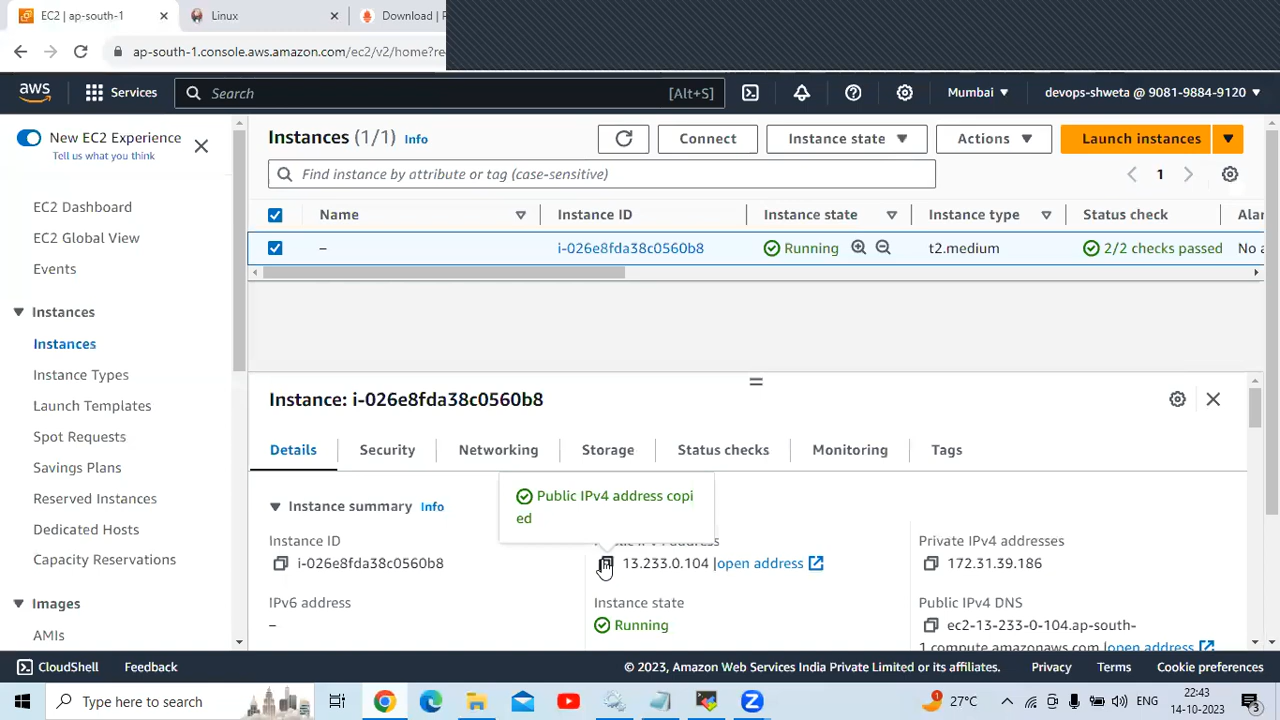 EC2 | ap-south-1
Linux
Download |
ap-south-1.console.aws.amazon.com/ec2/v2/home?re
aws
Services
Search
[Alt+S]
Mumbai
devops-shweta @ 9081-9884-9120
New EC2 Experience
Tell us what you think
EC2 Dashboard
EC2 Global View
Events
Instances
Instances
Instance Types
Launch Templates
Spot Requests
Savings Plans
Reserved Instances
Dedicated Hosts
Capacity Reservations
Images
AMIs
Instances (1/1) Info
Connect
Instance state
Actions
Launch instances
Find instance by attribute or tag (case-sensitive)
1
Name
Instance ID
Instance state
Instance type
Status check
Alar
–
i-026e8fda38c0560b8
Running
t2.medium
2/2 checks passed
No a
Instance: i-026e8fda38c0560b8
Details
Security
Networking
Storage
Status checks
Monitoring
Tags
Public IPv4 address copi
ed
Instance summary Info
Instance ID
i-026e8fda38c0560b8
13.233.0.104 |open address
Private IPv4 addresses
172.31.39.186
IPv6 address
–
Instance state
Running
Public IPv4 DNS
ec2-13-233-0-104.ap-south-
1.compute.amazonaws.com |open address
CloudShell
Feedback
© 2023, Amazon Web Services India Private Limited or its affiliates.
Privacy
Terms
Cookie preferences
Type here to search
1
27°C
ENG
22:43
14-10-2023
3